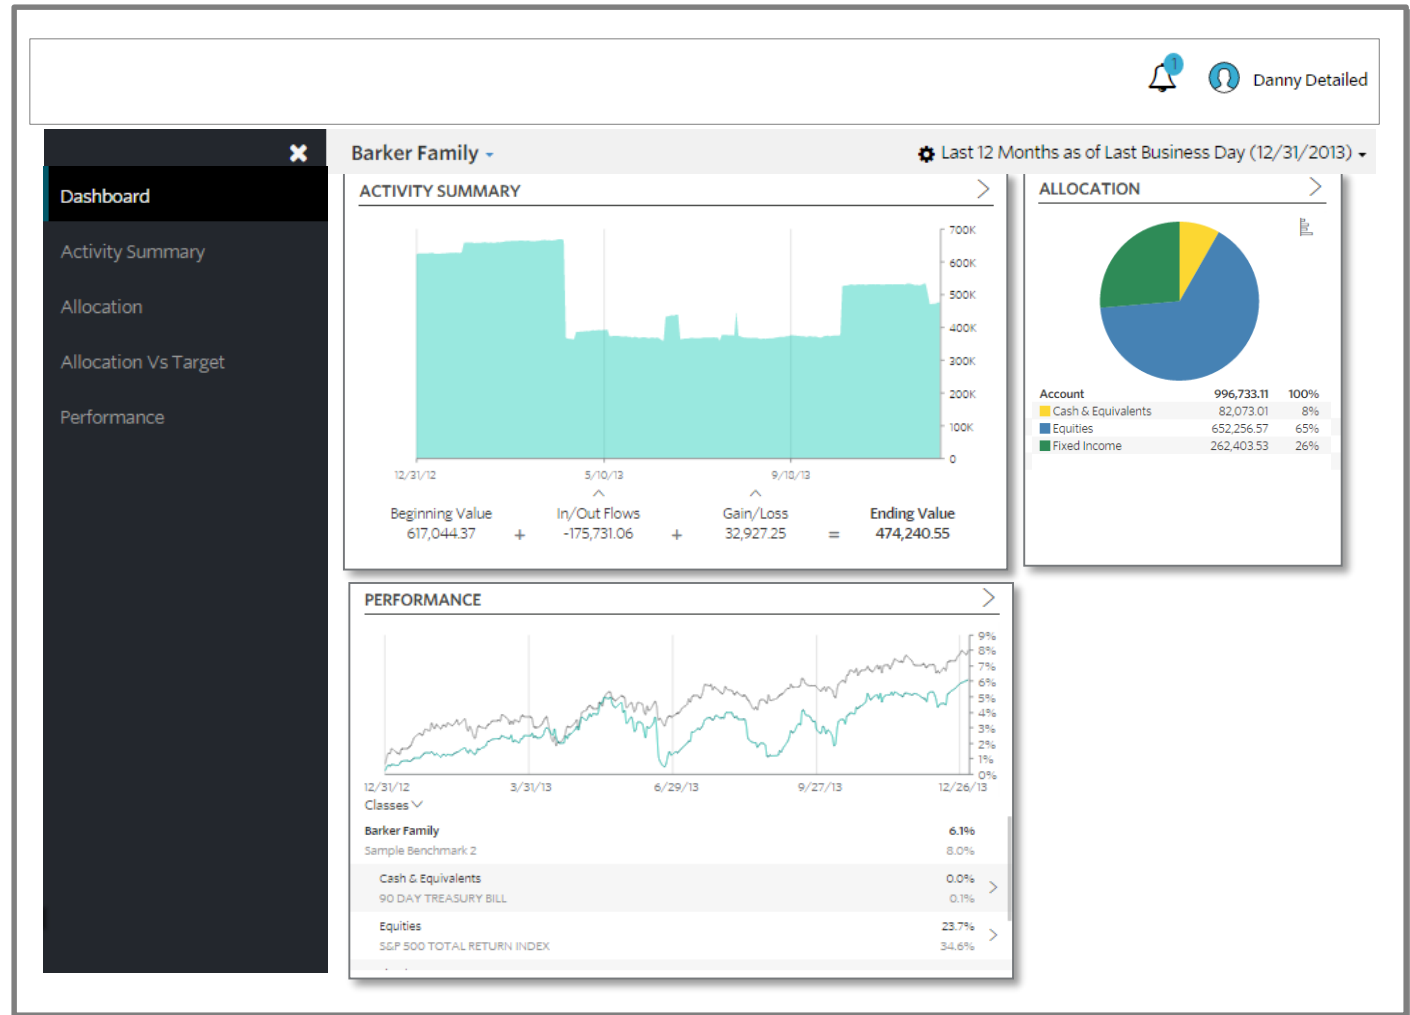 1
Danny Detailed
Barker Family
Last 12 Months as of Last Business Day (12/31/2013)
Dashboard
Activity Summary
Allocation
Allocation Vs Target
Performance
ACTIVITY SUMMARY
700K
600K
500K
400K
300K
200K
100K
0
12/31/12 5/10/13 9/18/13
Beginning Value In/Out Flows Gain/Loss Ending Value
617,044.37 + -175,731.06 + 32,927.25 = 474,240.55
ALLOCATION
Account 996,733.11 100%
Cash & Equivalents 82,073.01 8%
Equities 652,256.57 65%
Fixed Income 262,403.53 26%
PERFORMANCE
9%
8%
7%
6%
5%
4%
3%
2%
1%
0%
12/31/12 3/31/13 6/29/13 9/27/13 12/26/13
Classes
Barker Family 6.1%
Sample Benchmark 2 8.0%
Cash & Equivalents 0.0%
90 DAY TREASURY BILL 0.1%
Equities 23.7%
S&P 500 TOTAL RETURN INDEX 34.6%